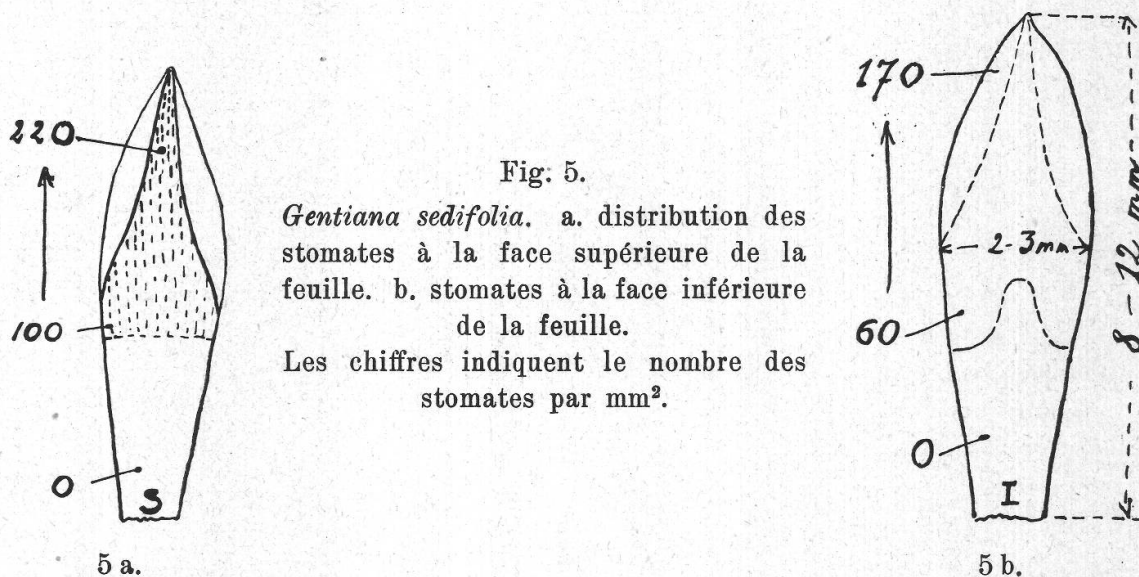 220
100
0
S
5 a.
Fig. 5.
Gentiana sedifolia. a. distribution des
stomates à la face supérieure de la
feuille. b. stomates à la face inférieure
de la feuille.
Les chiffres indiquent le nombre des
stomates par mm².
170
60
0
2-3mm
8-12 mm
I
5 b.